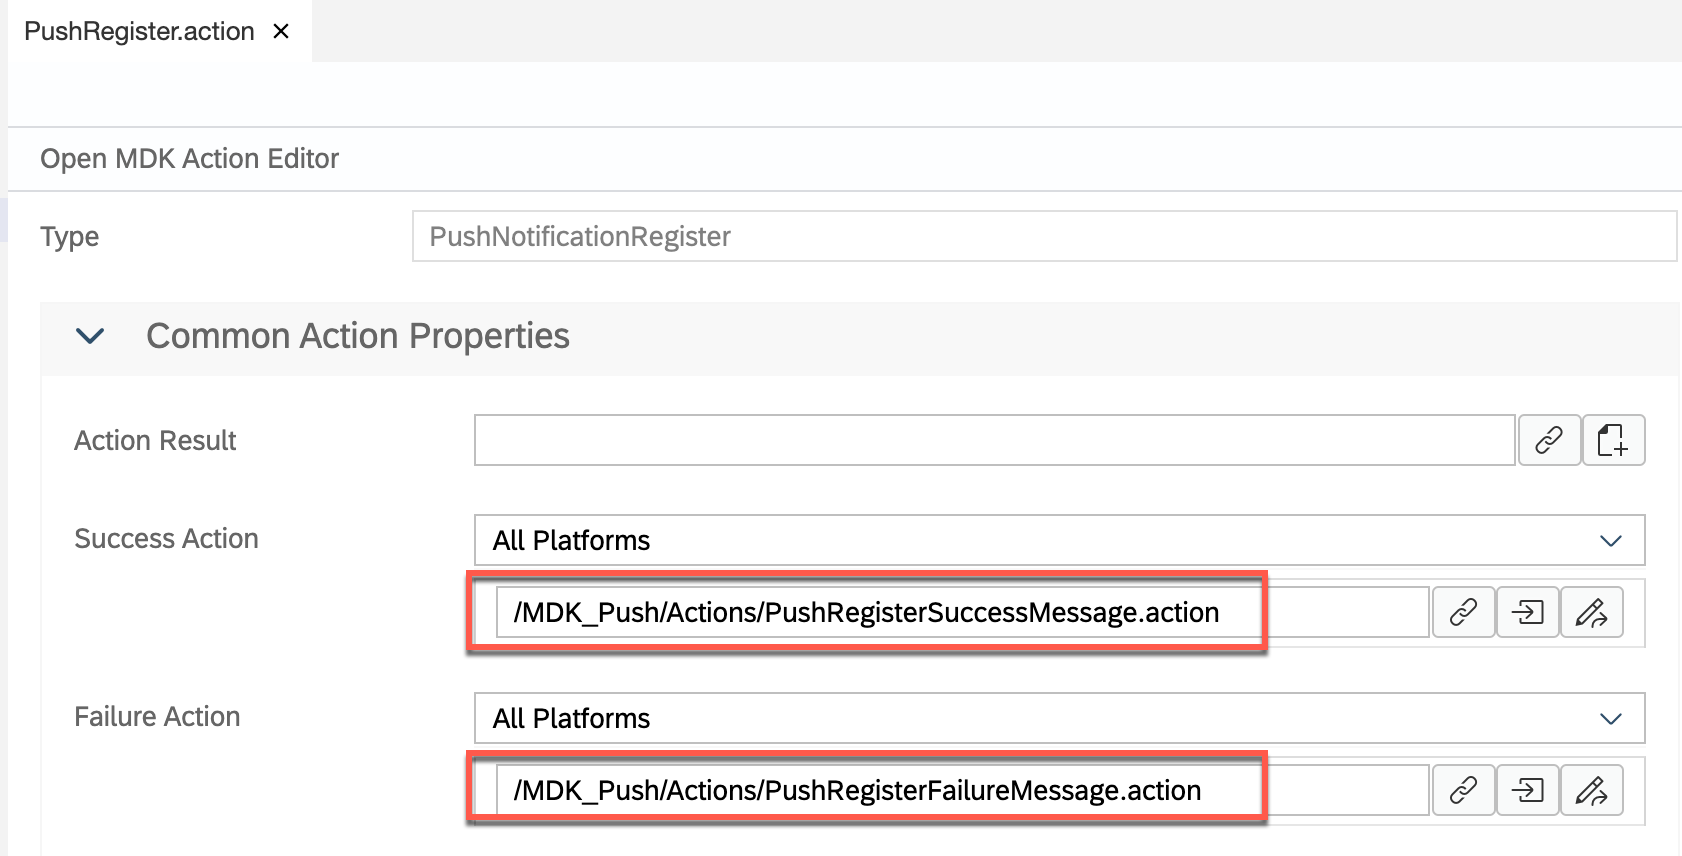 PushRegister.action ×
Open MDK Action Editor
Type
PushNotificationRegister
Common Action Properties
Action Result
Success Action
All Platforms
/MDK_Push/Actions/PushRegisterSuccessMessage.action
Failure Action
All Platforms
/MDK_Push/Actions/PushRegisterFailureMessage.action